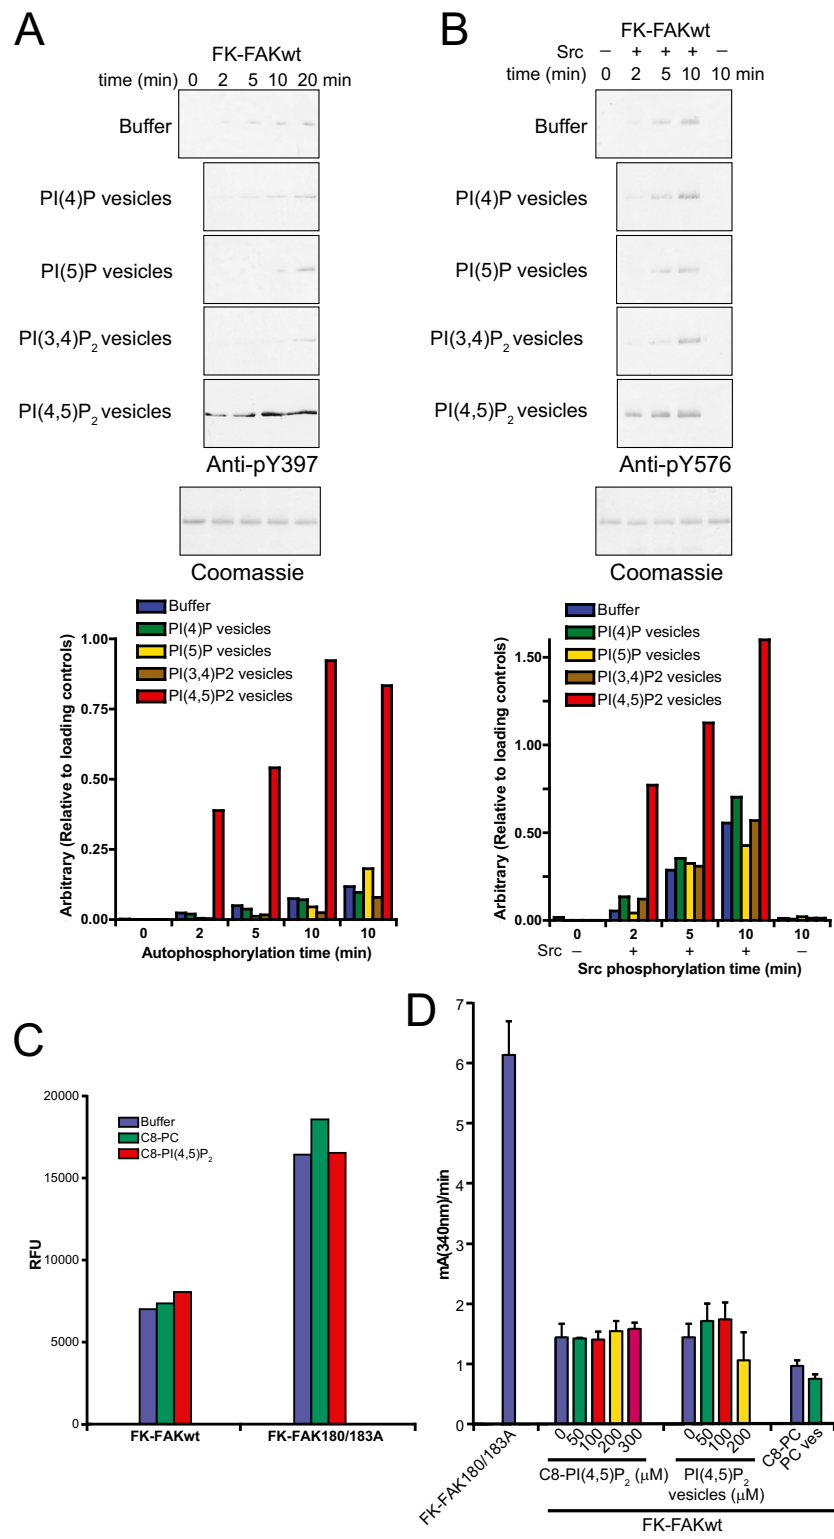 A
FK-FAKwt
time (min) 0 2 5 10 20 min
Buffer
PI(4)P vesicles
PI(5)P vesicles
PI(3,4)P2 vesicles
PI(4,5)P2 vesicles
Anti-pY397
Coomassie
Buffer
PI(4)P vesicles
PI(5)P vesicles
PI(3,4)P2 vesicles
PI(4,5)P2 vesicles
1.00
0.75
0.50
0.25
0.00
Arbitrary (Relative to loading controls)
0 2 5 10 10
Autophosphorylation time (min)
B
FK-FAKwt
Src – + + + –
time (min) 0 2 5 10 10 min
Buffer
PI(4)P vesicles
PI(5)P vesicles
PI(3,4)P2 vesicles
PI(4,5)P2 vesicles
Anti-pY576
Coomassie
Buffer
PI(4)P vesicles
PI(5)P vesicles
PI(3,4)P2 vesicles
PI(4,5)P2 vesicles
1.50
1.00
0.50
0.00
Arbitrary (Relative to loading controls)
0 2 5 10 10
Src – + + + –
Src phosphorylation time (min)
C
20000
15000
10000
5000
0
RFU
Buffer
C8-PC
C8-PI(4,5)P2
FK-FAKwt FK-FAK180/183A
D
7
6
5
4
3
2
1
0
mA(340nm)/min
FK-FAK180/183A
0 50 100 200 300
C8-PI(4,5)P2 (µM)
0 50 100 200
PI(4,5)P2
vesicles (µM)
C8-PC
PC ves
FK-FAKwt